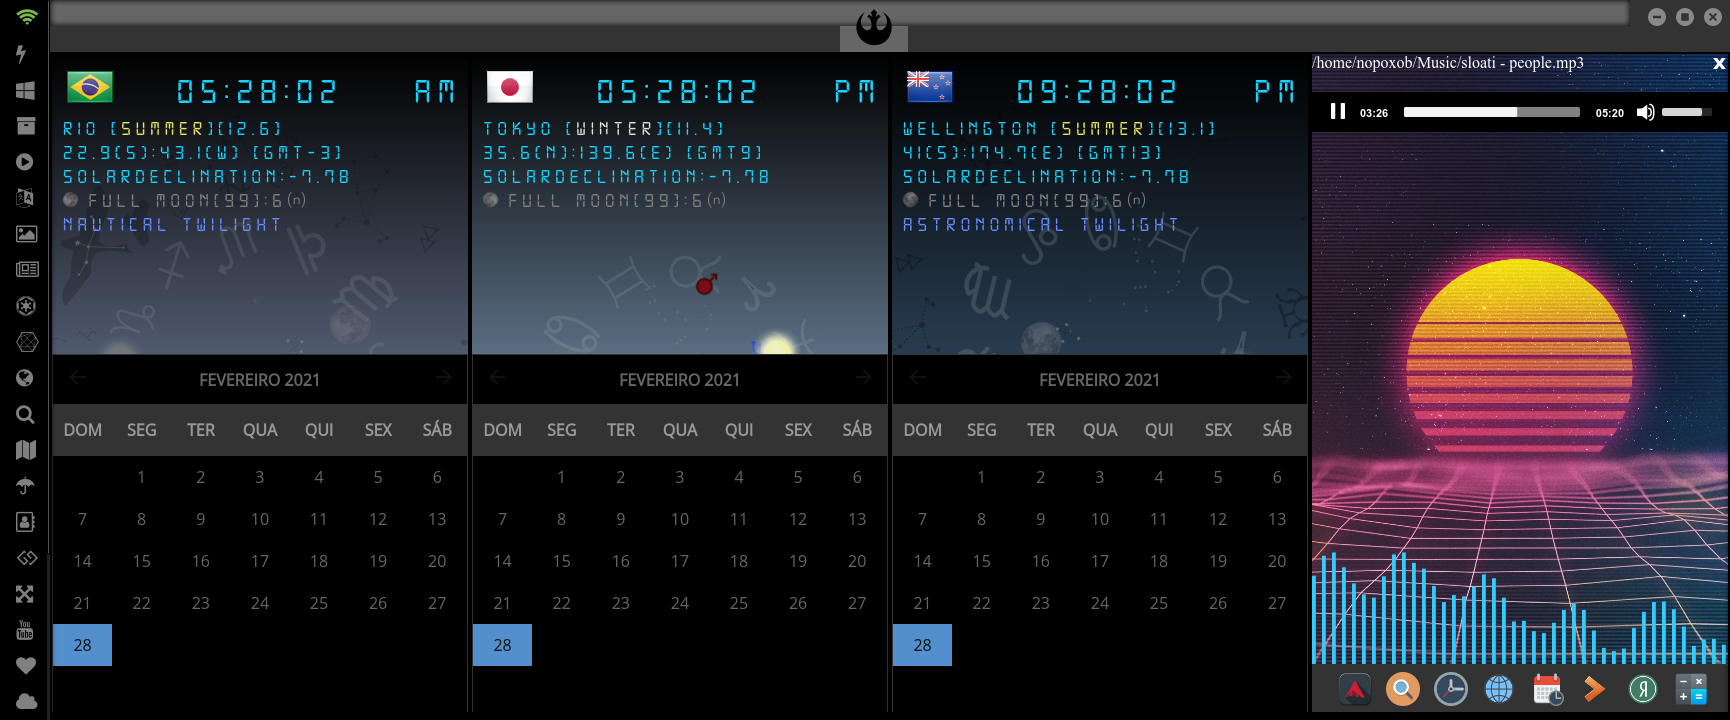 05:28:02 AM
RIO [SUMMER][12.6]
22.9(S):43.1(W) [GMT-3]
SOLARDECLINATION:-7.78
FULL MOON[99]:6(n)
NAUTICAL TWILIGHT
FEVEREIRO 2021
DOM SEG TER QUA QUI SEX SÁB
1 2 3 4 5 6
7 8 9 10 11 12 13
14 15 16 17 18 19 20
21 22 23 24 25 26 27
28
05:28:02 PM
TOKYO [WINTER][11.4]
35.6(N):139.6(E) [GMT9]
SOLARDECLINATION:-7.78
FULL MOON[99]:6(n)
FEVEREIRO 2021
DOM SEG TER QUA QUI SEX SÁB
1 2 3 4 5 6
7 8 9 10 11 12 13
14 15 16 17 18 19 20
21 22 23 24 25 26 27
28
09:28:02 PM
WELLINGTON [SUMMER][13.1]
41(S):174.7(E) [GMT13]
SOLARDECLINATION:-7.78
FULL MOON[99]:6(n)
ASTRONOMICAL TWILIGHT
FEVEREIRO 2021
DOM SEG TER QUA QUI SEX SÁB
1 2 3 4 5 6
7 8 9 10 11 12 13
14 15 16 17 18 19 20
21 22 23 24 25 26 27
28
/home/nopoxob/Music/sloati - people.mp3 x
03:26 05:20
You
Tube
Я